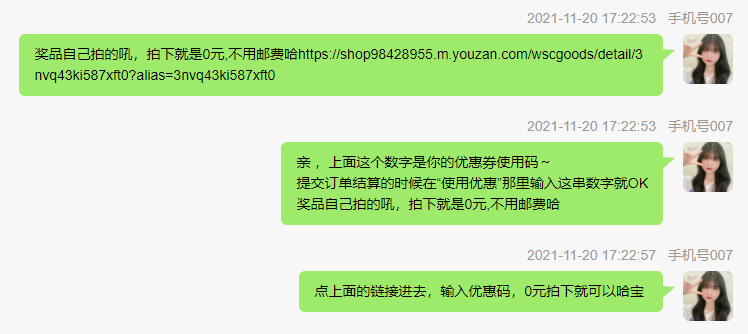 2021-11-20 17:22:53 手机号007
奖品自己拍的吼，拍下就是0元,不用邮费哈https://shop98428955.m.youzan.com/wscgoods/detail/3
nvq43ki587xft0?alias=3nvq43ki587xft0
2021-11-20 17:22:53 手机号007
亲 ，上面这个数字是你的优惠券使用码～
提交订单结算的时候在“使用优惠”那里输入这串数字就OK
奖品自己拍的吼，拍下就是0元,不用邮费哈
2021-11-20 17:22:57 手机号007
点上面的链接进去，输入优惠码，0元拍下就可以哈宝